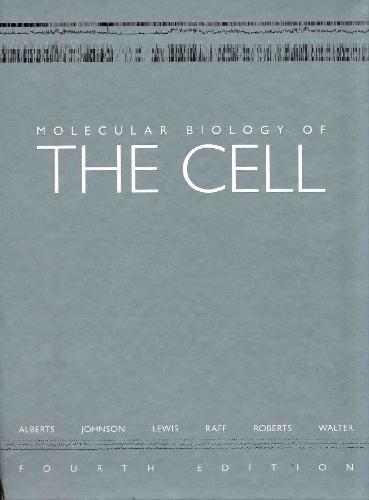 MOLECULAR BIOLOGY OF
THE CELL
ALBERTS JOHNSON LEWIS RAFF ROBERTS WALTER
FOURTH EDITION